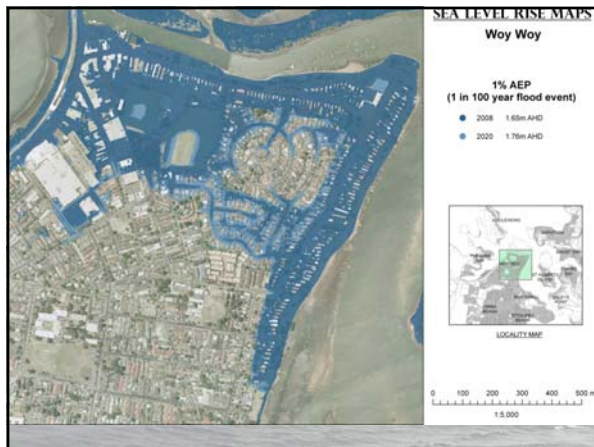 SEA LEVEL RISE MAPS
Woy Woy
1% AEP
(1 in 100 year flood event)
2008 1.65m AHD
2020 1.76m AHD
LOCALITY MAP
0 100 200 300 400 500 m
1:5,000